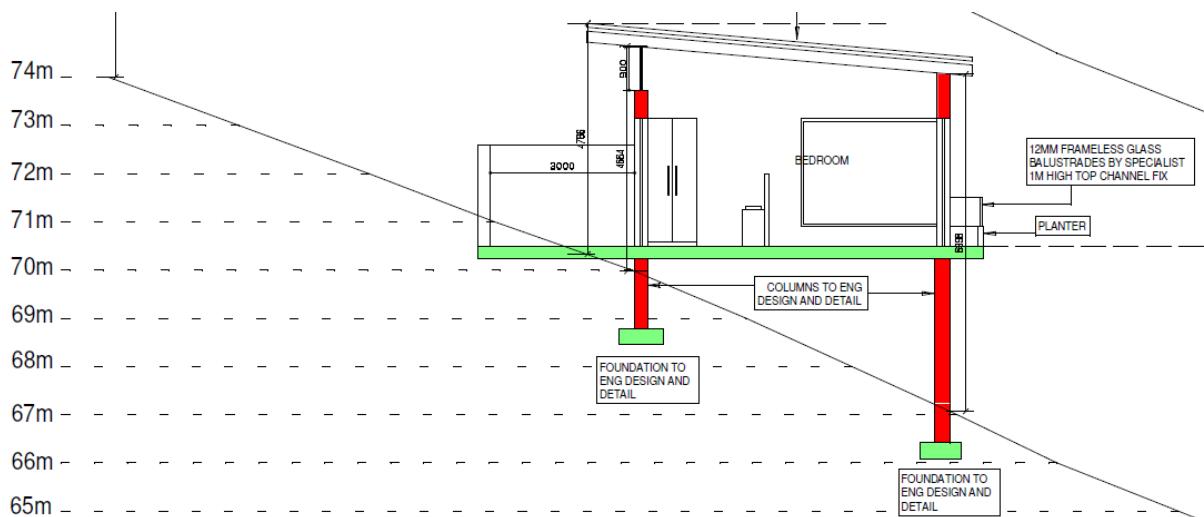 74m
73m
72m
71m
70m
69m
68m
67m
66m
65m
900
4766
4664
BEDROOM
12MM FRAMELESS GLASS
BALUSTRADES BY SPECIALIST
1M HIGH TOP CHANNEL FIX
PLANTER
COLUMNS TO ENG
DESIGN AND DETAIL
FOUNDATION TO
ENG DESIGN AND
DETAIL
FOUNDATION TO
ENG DESIGN AND
DETAIL